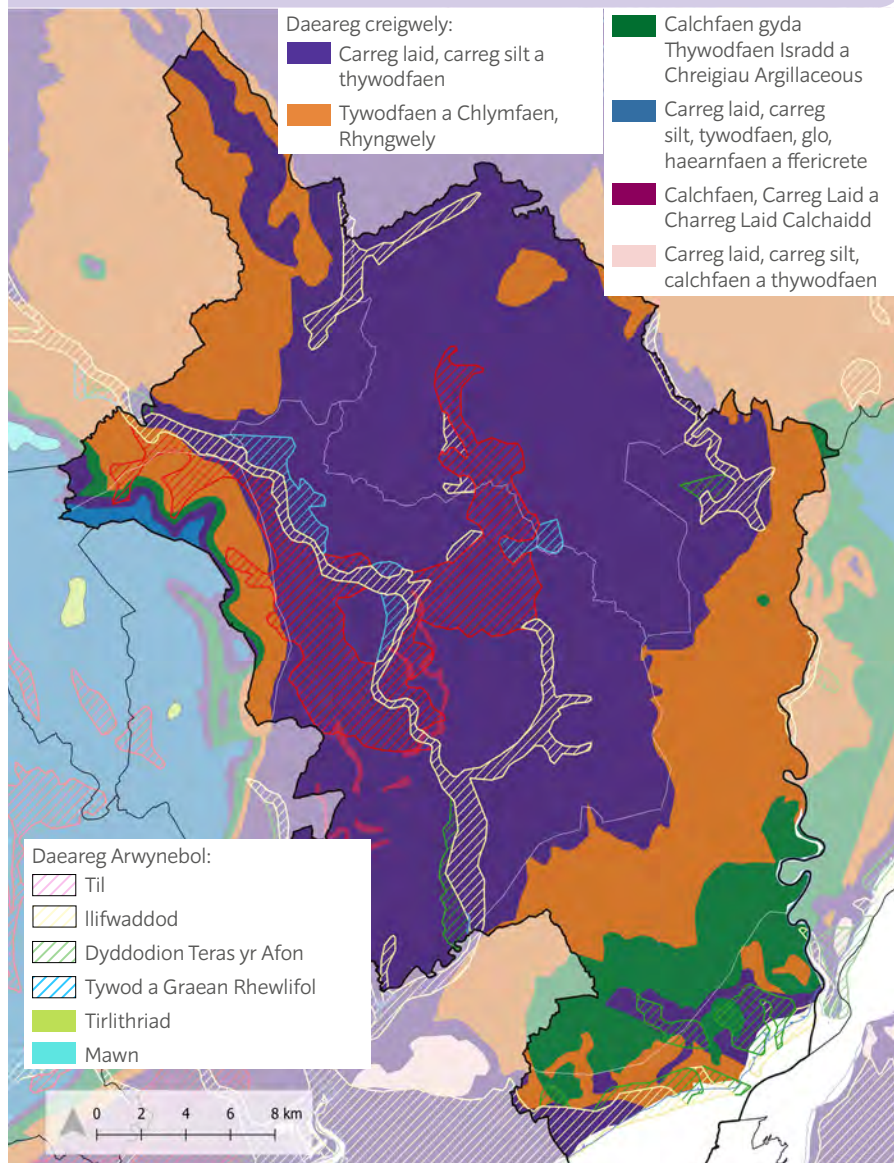 Daeareg creigwely:
Carreg laid, carreg silt a
thywodfaen
Tywodfaen a Chlymfaen,
Rhyngwely
Calchfaen gyda
Thywodfaen Isradd a
Chreigiau Argillaceous
Carreg laid, carreg
silt, tywodfaen, glo,
haearnfaen a ffericrete
Calchfaen, Carreg Laid a
Charreg Laid Calchaidd
Carreg laid, carreg silt,
calchfaen a thywodfaen
Daeareg Arwynebol:
Til
llifwaddod
Dyddodion Teras yr Afon
Tywod a Graean Rhewlifol
Tirlithriad
Mawn
0 2 4 6 8 km